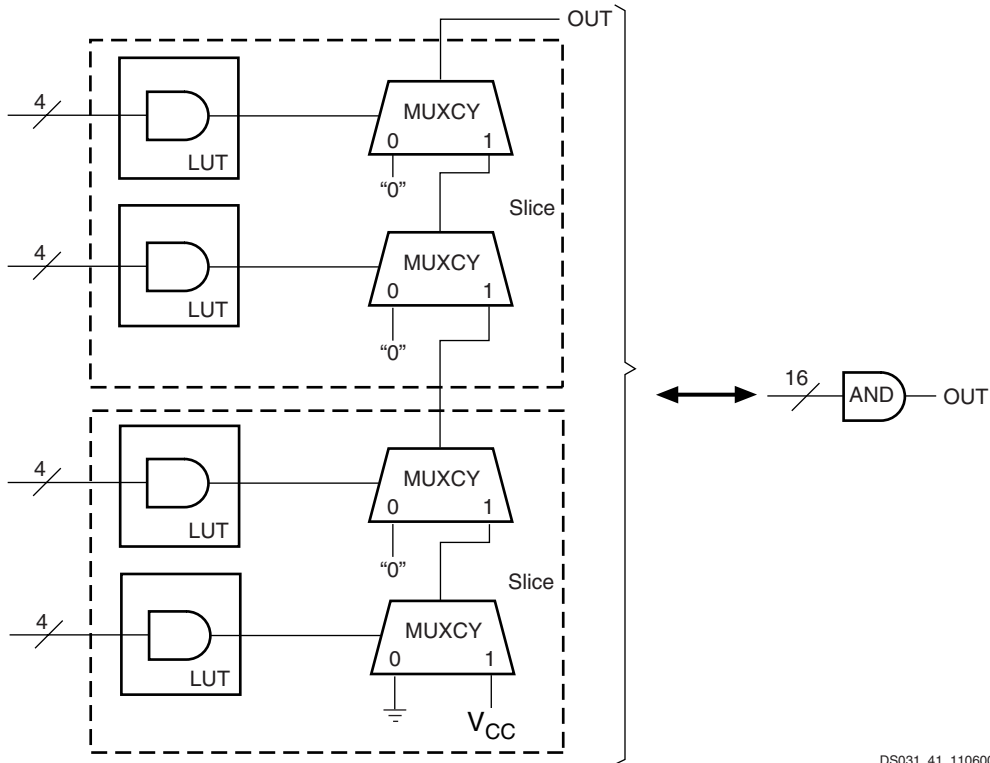 OUT
4
LUT
MUXCY
0 1
“0”
Slice
4
LUT
MUXCY
0 1
“0”
16
AND
OUT
4
LUT
MUXCY
0 1
“0”
Slice
4
LUT
MUXCY
0 1
VCC
DS031_41_110600